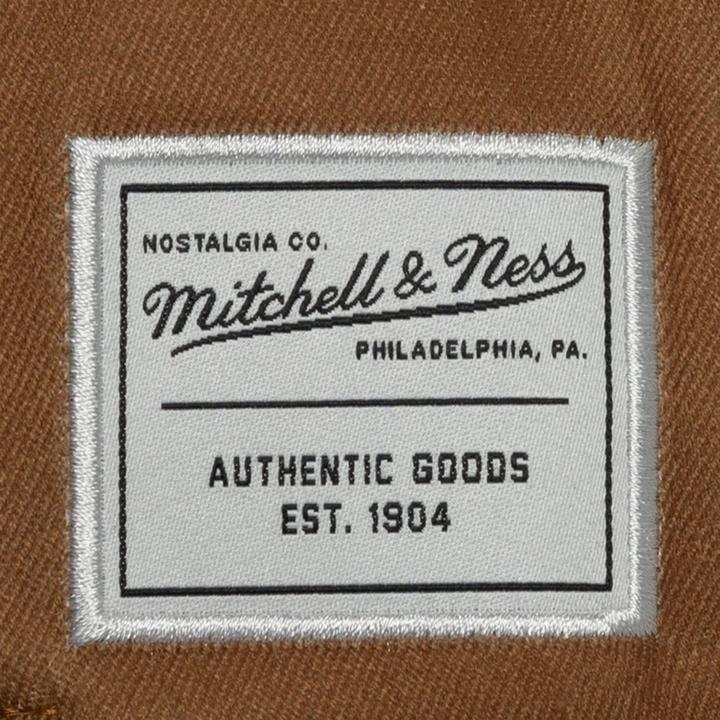 NOSTALGIA CO.
Mitchell & Ness
PHILADELPHIA, PA.
AUTHENTIC GOODS
EST. 1904